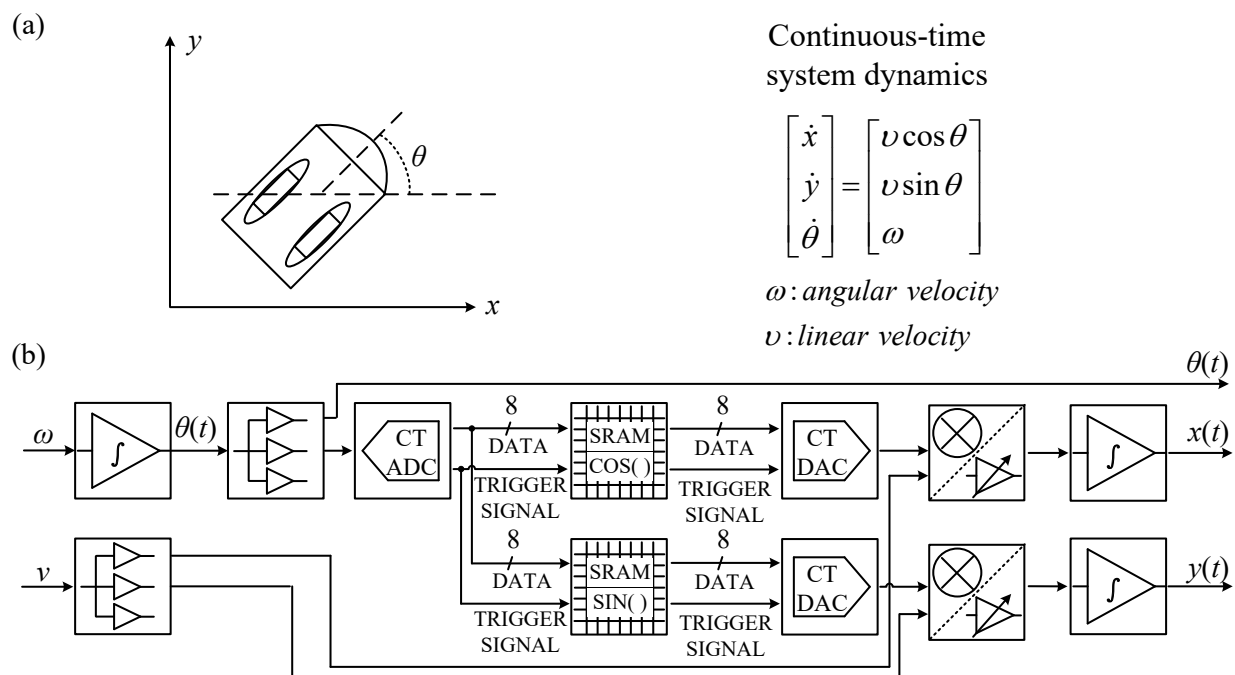 (a)
y
θ
x
Continuous-time
system dynamics
[ẋ ẏ θ̇] = [υ cos θ υ sin θ ω]
ω: angular velocity
υ: linear velocity
(b)
θ(t)
ω
∫
θ(t)
CT
ADC
8
DATA
TRIGGER
SIGNAL
SRAM
COS( )
8
DATA
TRIGGER
SIGNAL
CT
DAC
∫
x(t)
v
8
DATA
TRIGGER
SIGNAL
SRAM
SIN( )
8
DATA
TRIGGER
SIGNAL
CT
DAC
∫
y(t)